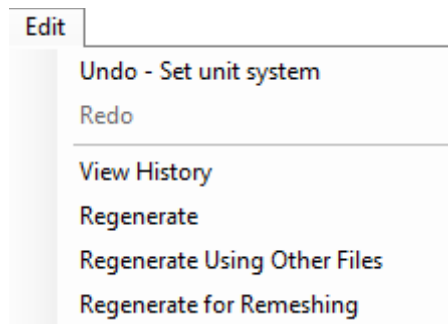 Edit
Undo - Set unit system
Redo
View History
Regenerate
Regenerate Using Other Files
Regenerate for Remeshing